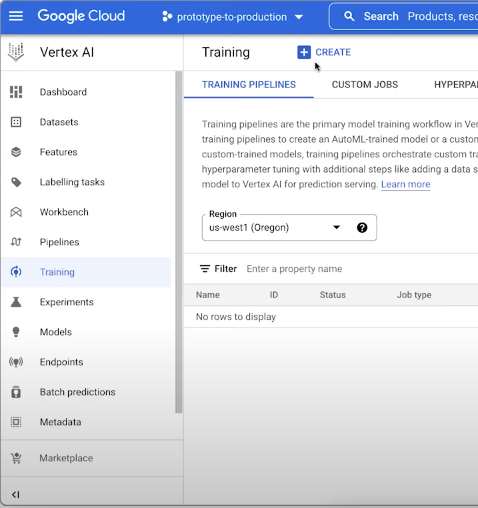 Google Cloud
prototype-to-production
Search Products, reso
Vertex AI
Dashboard
Datasets
Features
Labelling tasks
Workbench
Pipelines
Training
Experiments
Models
Endpoints
Batch predictions
Metadata
Marketplace
Training
CREATE
TRAINING PIPELINES
CUSTOM JOBS
HYPERPA
Training pipelines are the primary model training workflow in Ver
training pipelines to create an AutoML-trained model or a custom
custom-trained models, training pipelines orchestrate custom tra
hyperparameter tuning with additional steps like adding a data s
model to Vertex AI for prediction serving. Learn more
Region
us-west1 (Oregon)
Filter Enter a property name
Name ID Status Job type
No rows to display